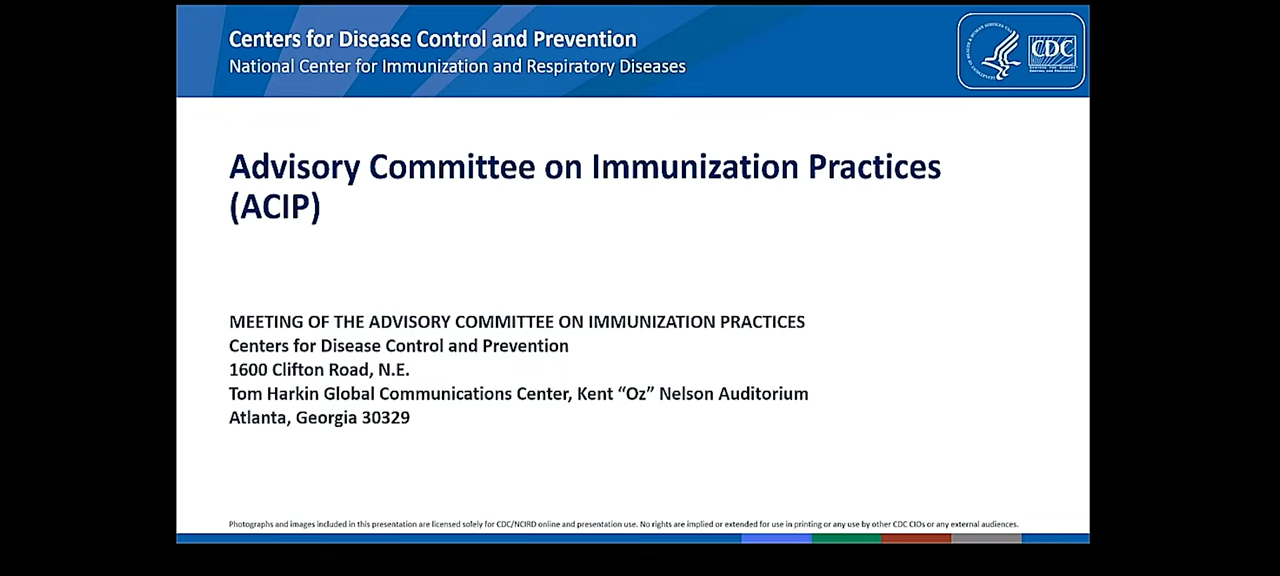 Centers for Disease Control and Prevention
National Center for Immunization and Respiratory Diseases
CDC
Advisory Committee on Immunization Practices
(ACIP)
MEETING OF THE ADVISORY COMMITTEE ON IMMUNIZATION PRACTICES
Centers for Disease Control and Prevention
1600 Clifton Road, N.E.
Tom Harkin Global Communications Center, Kent “Oz” Nelson Auditorium
Atlanta, Georgia 30329
Photographs and images included in this presentation are licensed solely for CDC/NCIRD online and presentation use. No rights are implied or extended for use in printing or any use by other CDC CIOs or any external audiences.